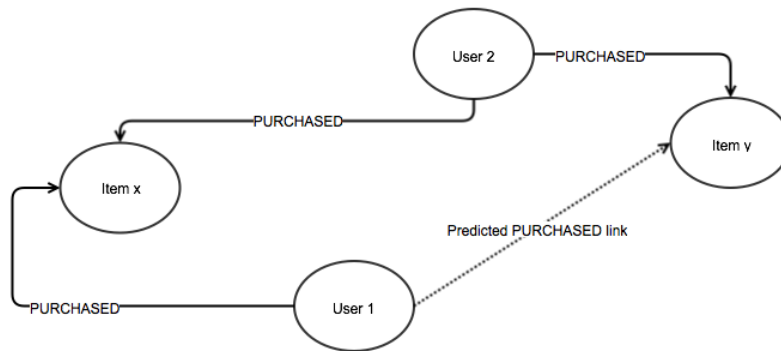 User 2
PURCHASED
PURCHASED
Item y
Item x
Predicted PURCHASED link
PURCHASED
User 1